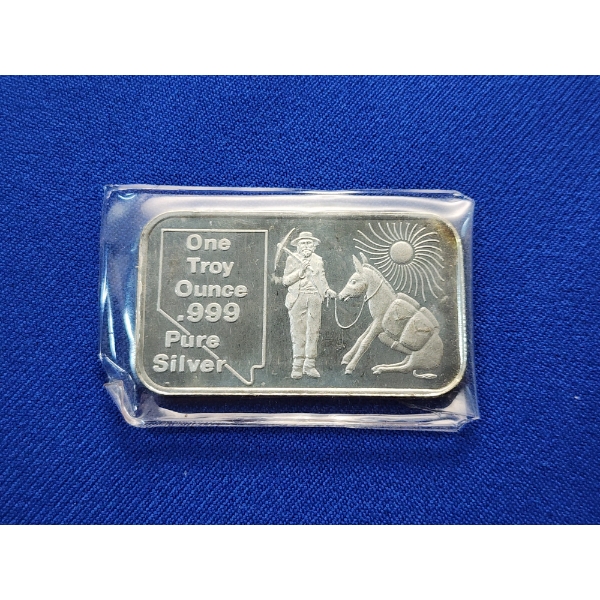 One
Troy
Ounce
.999
Pure
Silver